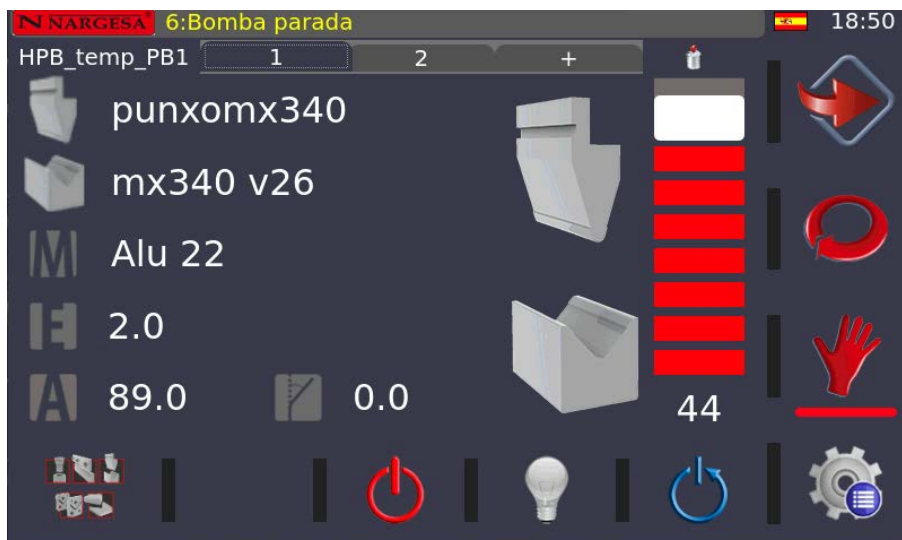 N NARGESA 6:Bomba parada 18:50
HPB_temp_PB1 1 2 +
punxomx340
mx340 v26
M Alu 22
E 2.0
A 89.0 0.0
44